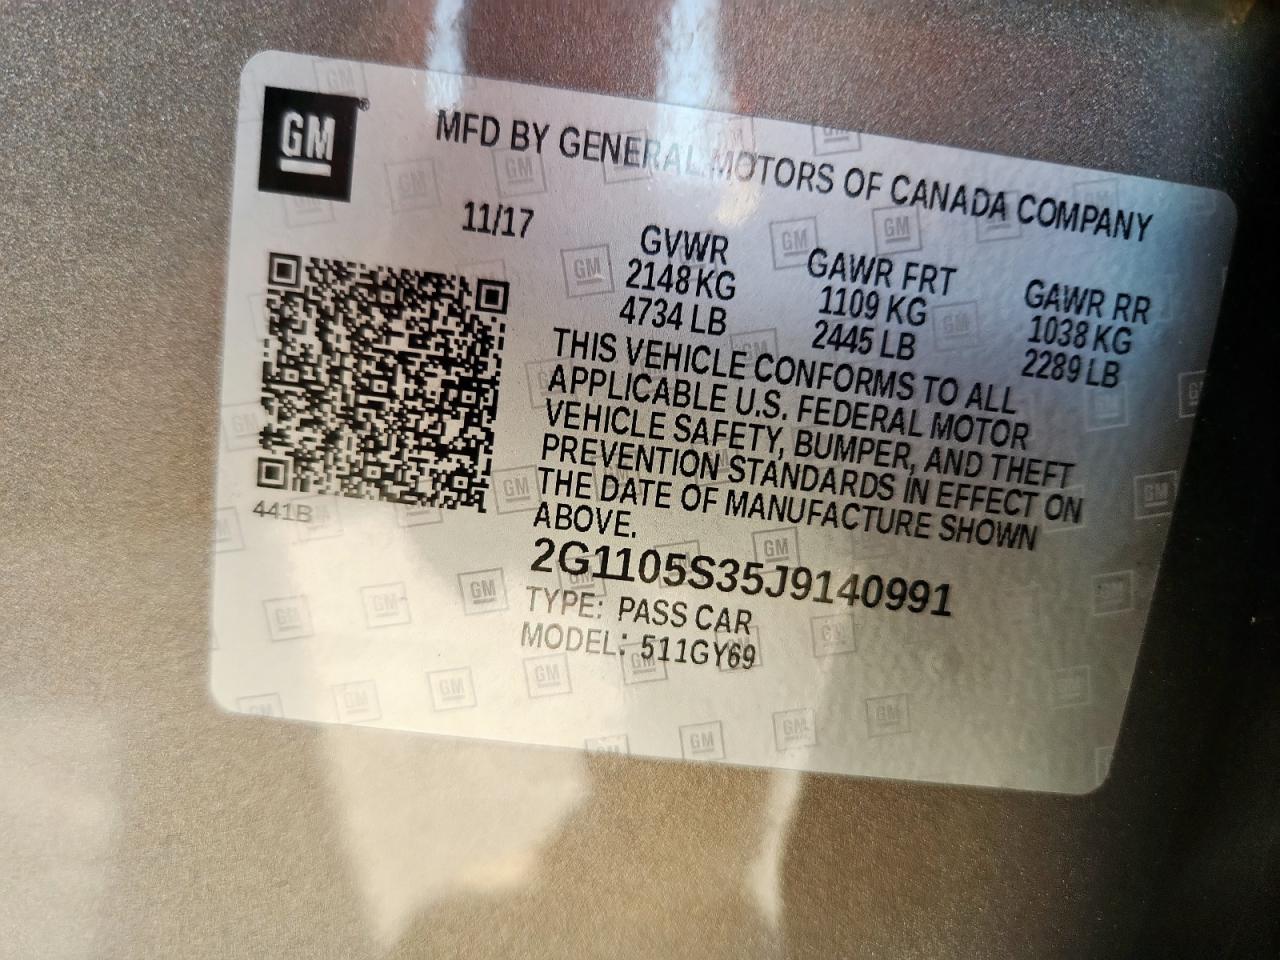 GM®
MFD BY GENERAL MOTORS OF CANADA COMPANY
11/17
GVWR
2148 KG
4734 LB
GAWR FRT
1109 KG
2445 LB
GAWR RR
1038 KG
2289 LB
THIS VEHICLE CONFORMS TO ALL
APPLICABLE U.S. FEDERAL MOTOR
VEHICLE SAFETY, BUMPER, AND THEFT
PREVENTION STANDARDS IN EFFECT ON
THE DATE OF MANUFACTURE SHOWN
ABOVE.
441B
2G1105S35J9140991
TYPE: PASS CAR
MODEL: 511GY69